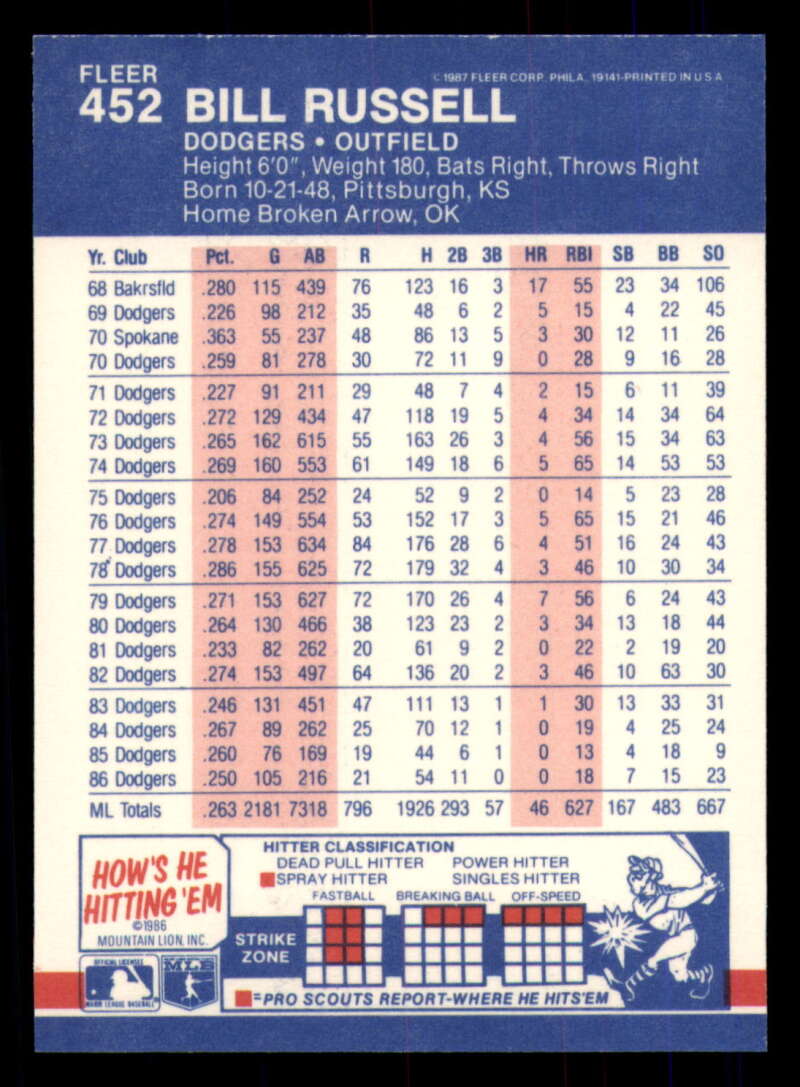 FLEER
© 1987 FLEER CORP. PHILA. 19141-PRINTED IN U S A
452 BILL RUSSELL
DODGERS • OUTFIELD
Height 6'0", Weight 180, Bats Right, Throws Right
Born 10-21-48, Pittsburgh, KS
Home Broken Arrow, OK
Yr. Club Pct. G AB R H 2B 3B HR RBI SB BB SO
68 Bakrsfld .280 115 439 76 123 16 3 17 55 23 34 106
69 Dodgers .226 98 212 35 48 6 2 5 15 4 22 45
70 Spokane .363 55 237 48 86 13 5 3 30 12 11 26
70 Dodgers .259 81 278 30 72 11 9 0 28 9 16 28
71 Dodgers .227 91 211 29 48 7 4 2 15 6 11 39
72 Dodgers .272 129 434 47 118 19 5 4 34 14 34 64
73 Dodgers .265 162 615 55 163 26 3 4 56 15 34 63
74 Dodgers .269 160 553 61 149 18 6 5 65 14 53 53
75 Dodgers .206 84 252 24 52 9 2 0 14 5 23 28
76 Dodgers .274 149 554 53 152 17 3 5 65 15 21 46
77 Dodgers .278 153 634 84 176 28 6 4 51 16 24 43
78 Dodgers .286 155 625 72 179 32 4 3 46 10 30 34
79 Dodgers .271 153 627 72 170 26 4 7 56 6 24 43
80 Dodgers .264 130 466 38 123 23 2 3 34 13 18 44
81 Dodgers .233 82 262 20 61 9 2 0 22 2 19 20
82 Dodgers .274 153 497 64 136 20 2 3 46 10 63 30
83 Dodgers .246 131 451 47 111 13 1 1 30 13 33 31
84 Dodgers .267 89 262 25 70 12 1 0 19 4 25 24
85 Dodgers .260 76 169 19 44 6 1 0 13 4 18 9
86 Dodgers .250 105 216 21 54 11 0 0 18 7 15 23
ML Totals .263 2181 7318 796 1926 293 57 46 627 167 483 667
HOW'S HE
HITTING 'EM
©1986
MOUNTAIN LION, INC.
HITTER CLASSIFICATION
DEAD PULL HITTER POWER HITTER
SPRAY HITTER SINGLES HITTER
FASTBALL BREAKING BALL OFF-SPEED
STRIKE
ZONE
OFFICIAL LICENSEE
MAJOR LEAGUE BASEBALL
MLB
=PRO SCOUTS REPORT-WHERE HE HITS 'EM